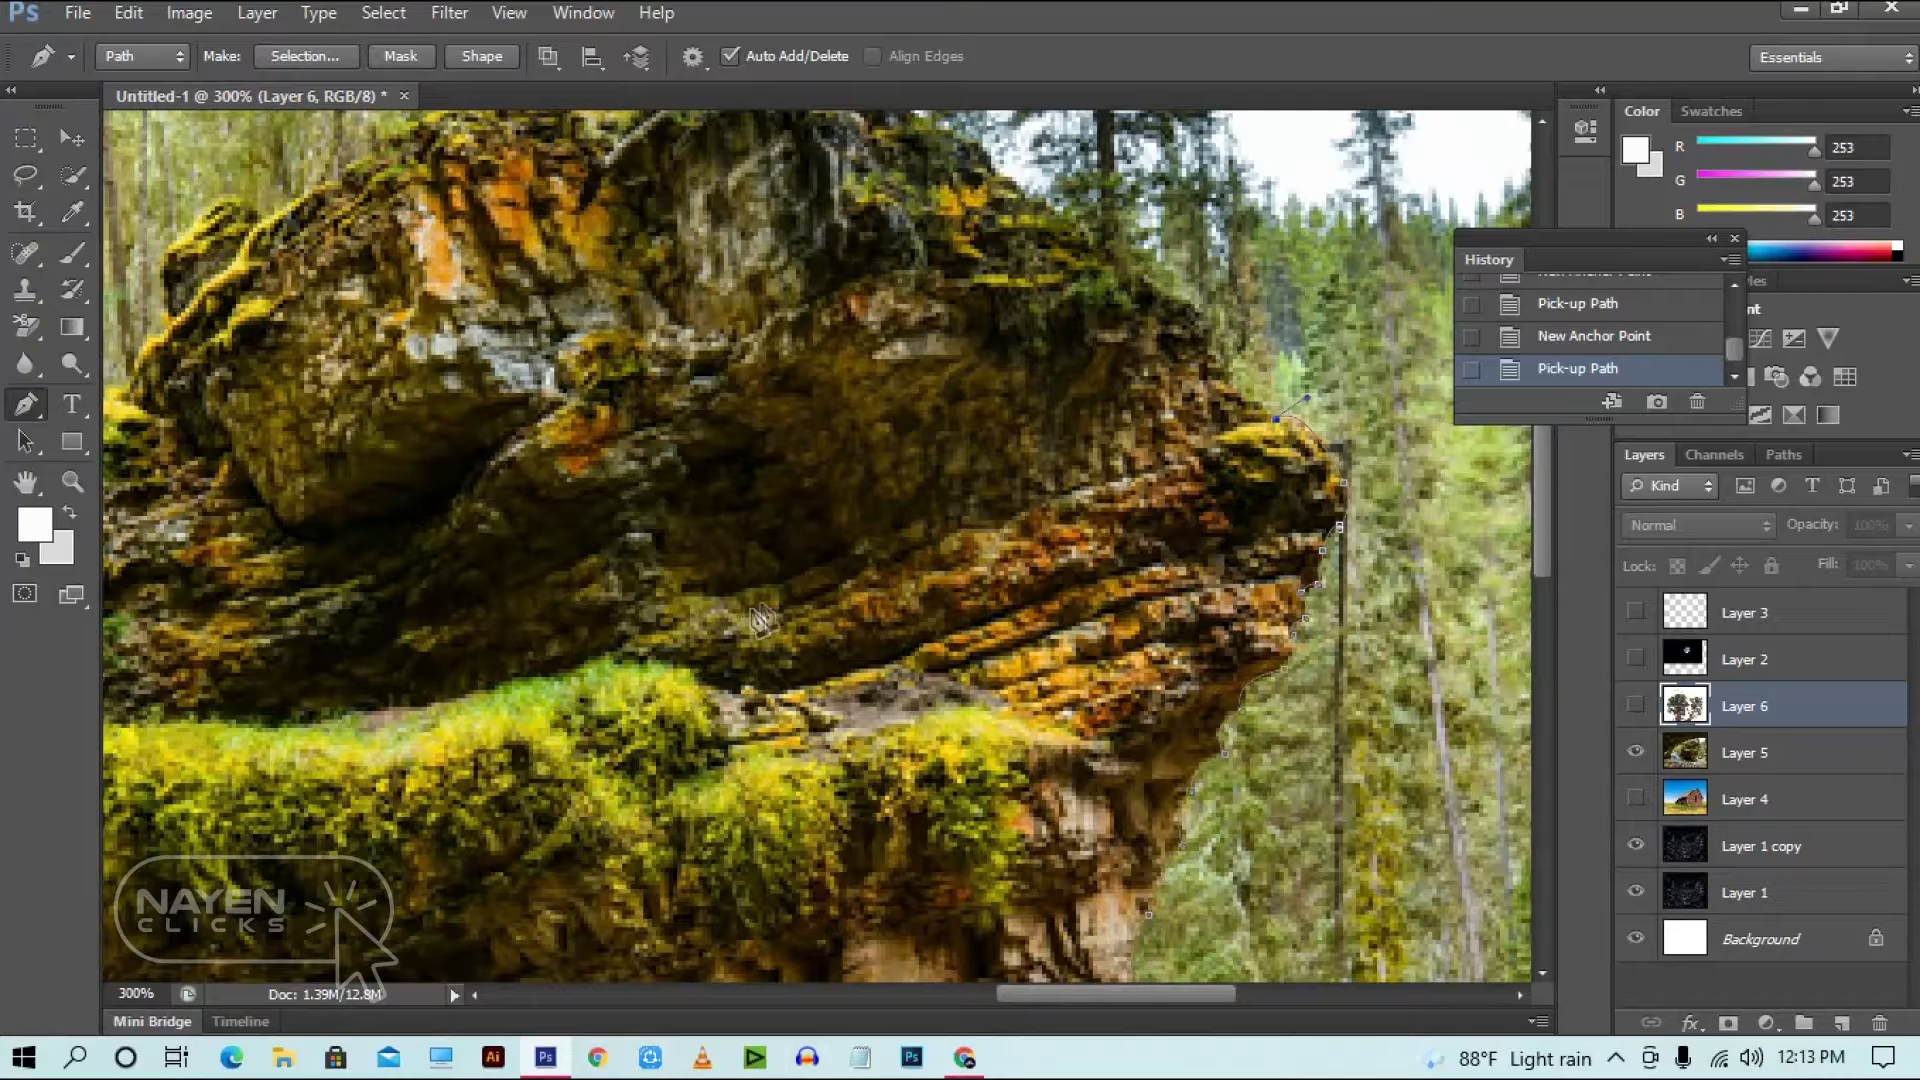 Ps File Edit Image Layer Type Select Filter View Window Help
Path Make: Selection... Mask Shape Auto Add/Delete Align Edges Essentials
Untitled-1 @ 300% (Layer 6, RGB/8) * ×
Color Swatches
R 253
G 253
B 253
History
Pick-up Path
New Anchor Point
Pick-up Path
Layers Channels Paths
Kind
Normal Opacity: 100%
Lock: Fill: 100%
Layer 3
Layer 2
Layer 6
Layer 5
Layer 4
Layer 1 copy
Layer 1
Background
NAYEN
CLICKS
300% Doc: 1.39M/12.8M
Mini Bridge Timeline
Ai Ps Ps 88°F Light rain 12:13 PM